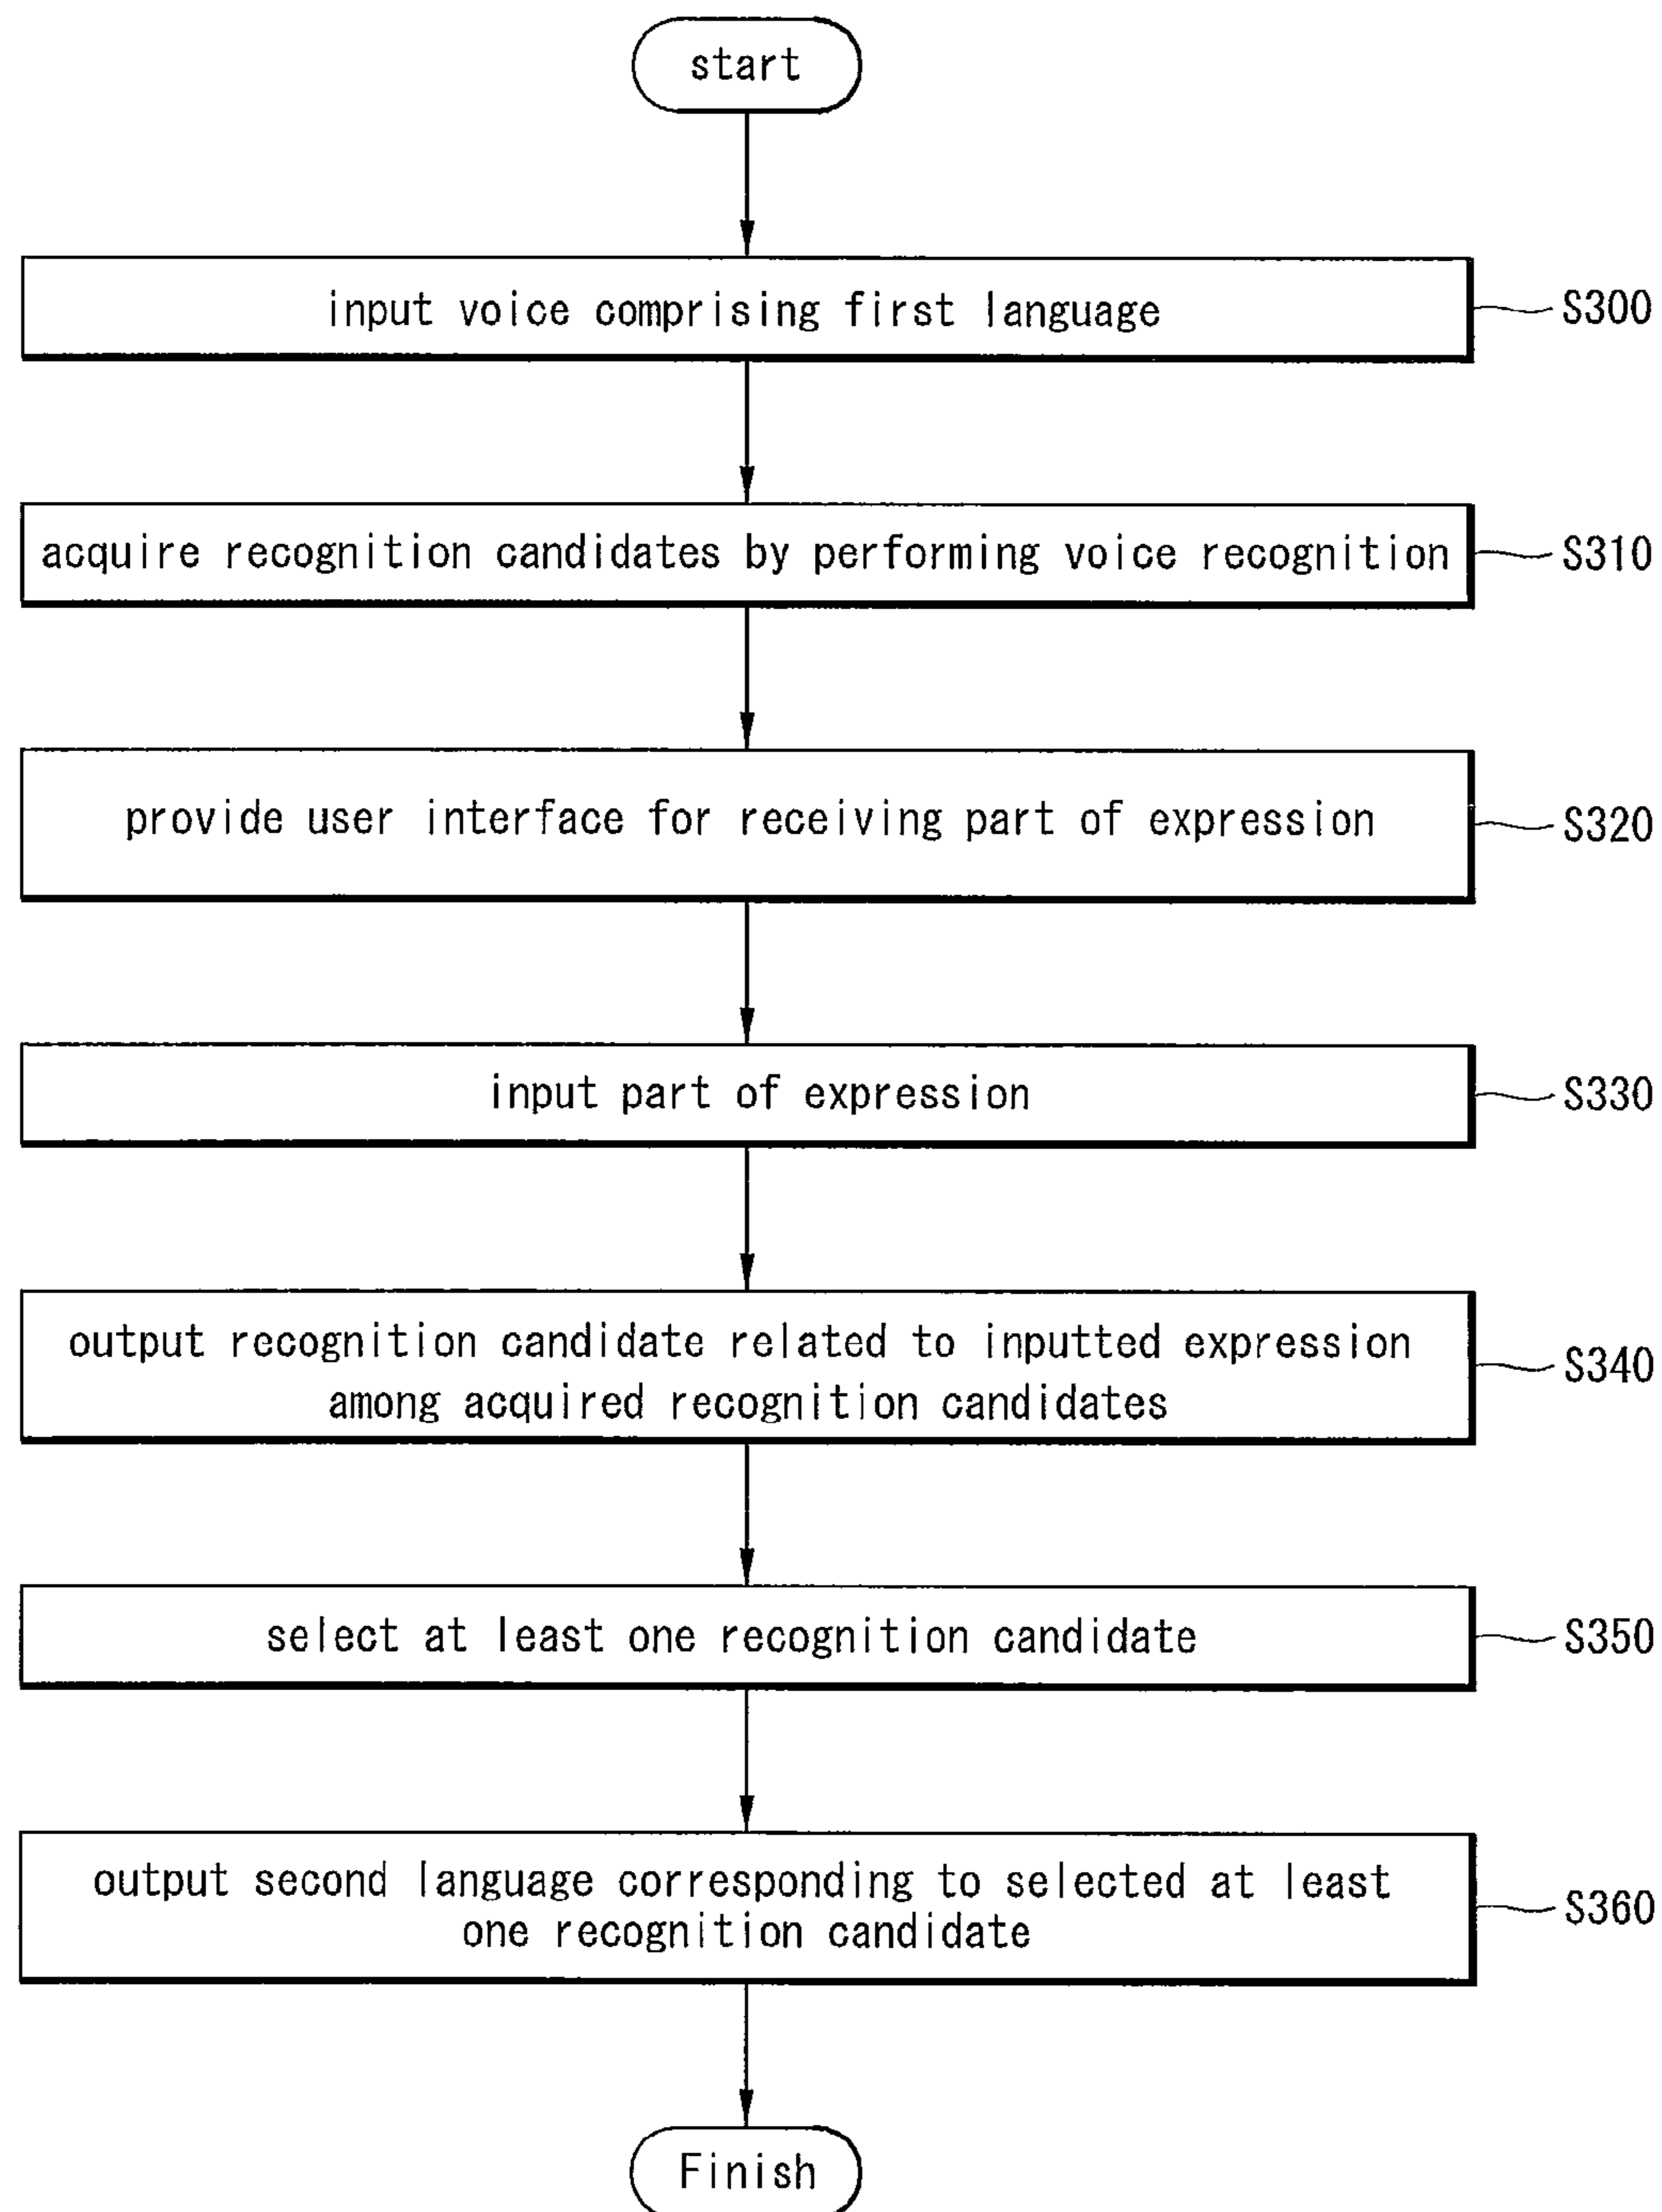 start
input voice comprising first language
S300
acquire recognition candidates by performing voice recognition
S310
provide user interface for receiving part of expression
S320
input part of expression
S330
output recognition candidate related to inputted expression
among acquired recognition candidates
S340
select at least one recognition candidate
S350
output second language corresponding to selected at least
one recognition candidate
S360
Finish